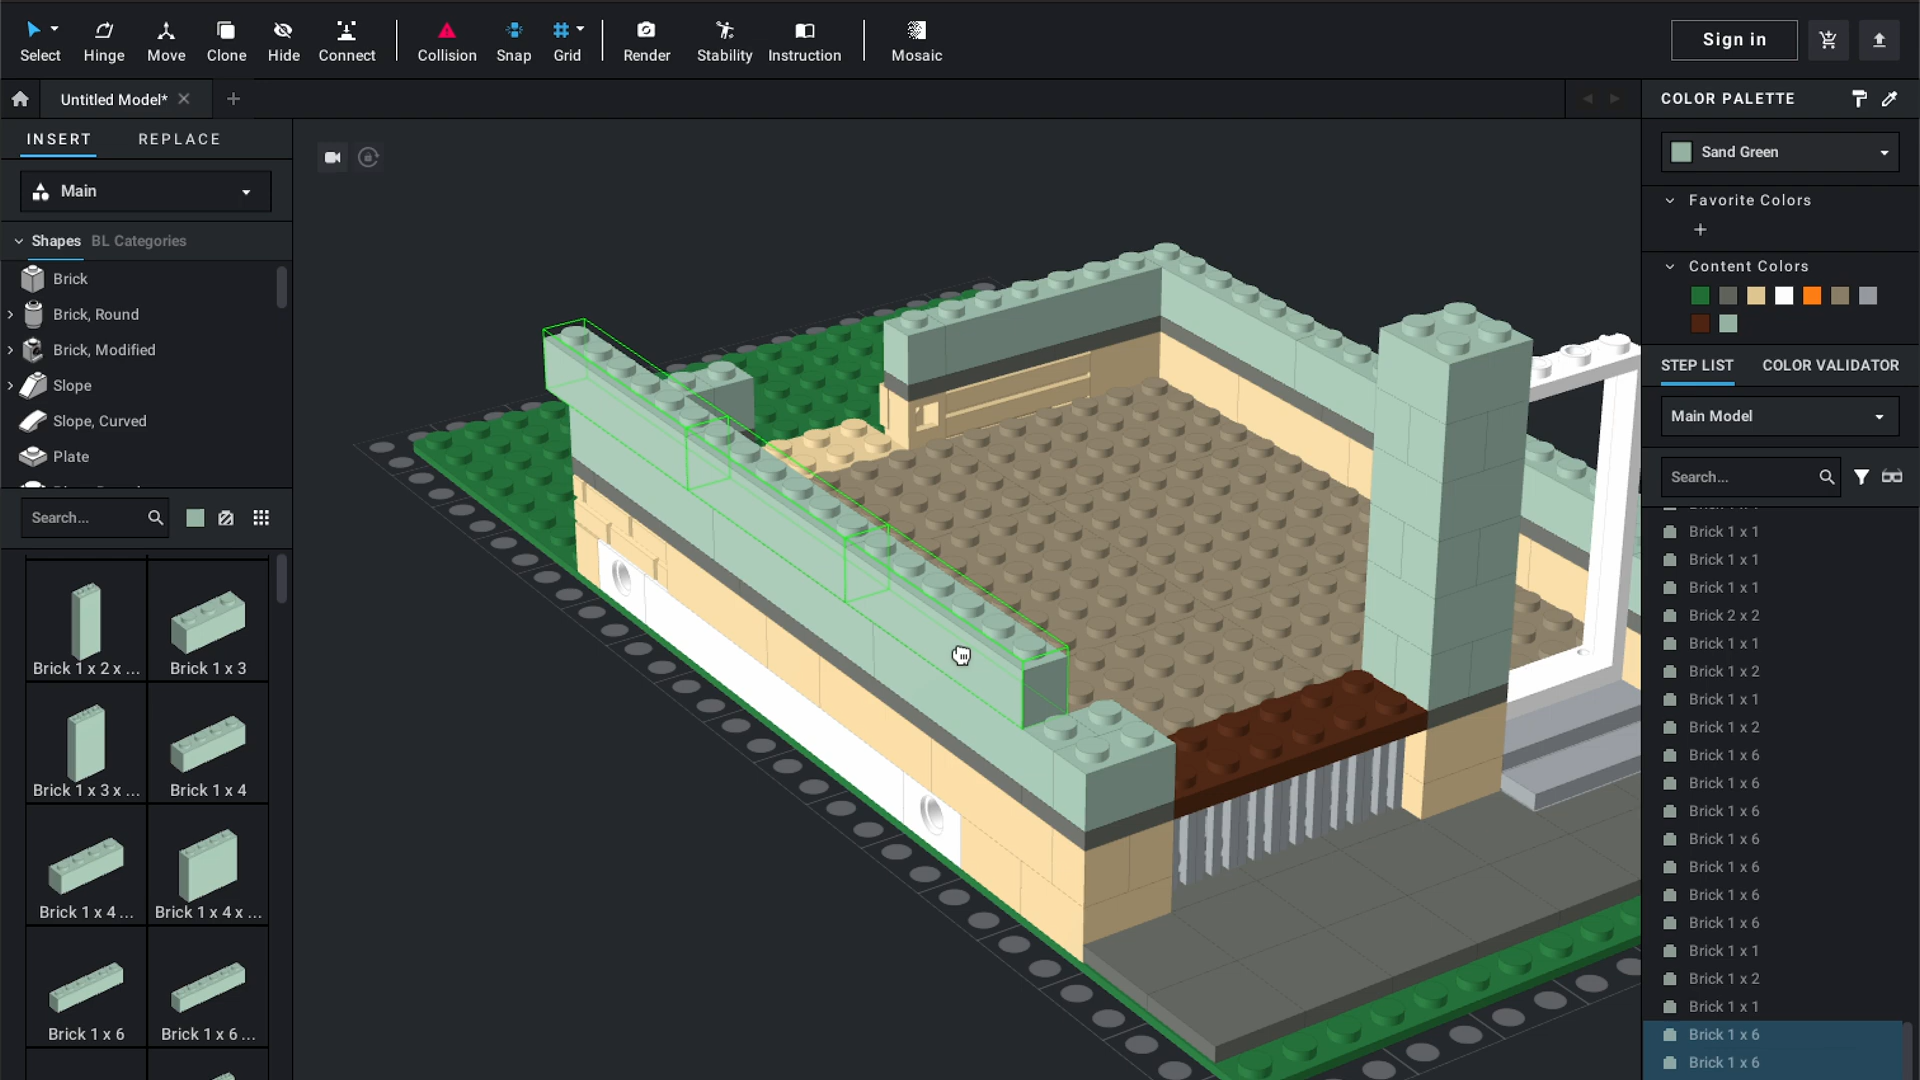 Select
Hinge
Move
Clone
Hide
Connect
Collision
Snap
Grid
Render
Stability
Instruction
Mosaic
Sign in
Untitled Model*
INSERT
REPLACE
Main
Shapes
BL Categories
Brick
Brick, Round
Brick, Modified
Slope
Slope, Curved
Plate
Search...
Brick 1 x 2 x ...
Brick 1 x 3
Brick 1 x 3 x ...
Brick 1 x 4
Brick 1 x 4 ...
Brick 1 x 4 x ...
Brick 1 x 6
Brick 1 x 6 ...
COLOR PALETTE
Sand Green
Favorite Colors
Content Colors
STEP LIST
COLOR VALIDATOR
Main Model
Search...
Brick 1 x 1
Brick 1 x 1
Brick 1 x 1
Brick 2 x 2
Brick 1 x 1
Brick 1 x 2
Brick 1 x 1
Brick 1 x 2
Brick 1 x 6
Brick 1 x 6
Brick 1 x 6
Brick 1 x 6
Brick 1 x 6
Brick 1 x 6
Brick 1 x 6
Brick 1 x 1
Brick 1 x 2
Brick 1 x 1
Brick 1 x 6
Brick 1 x 6